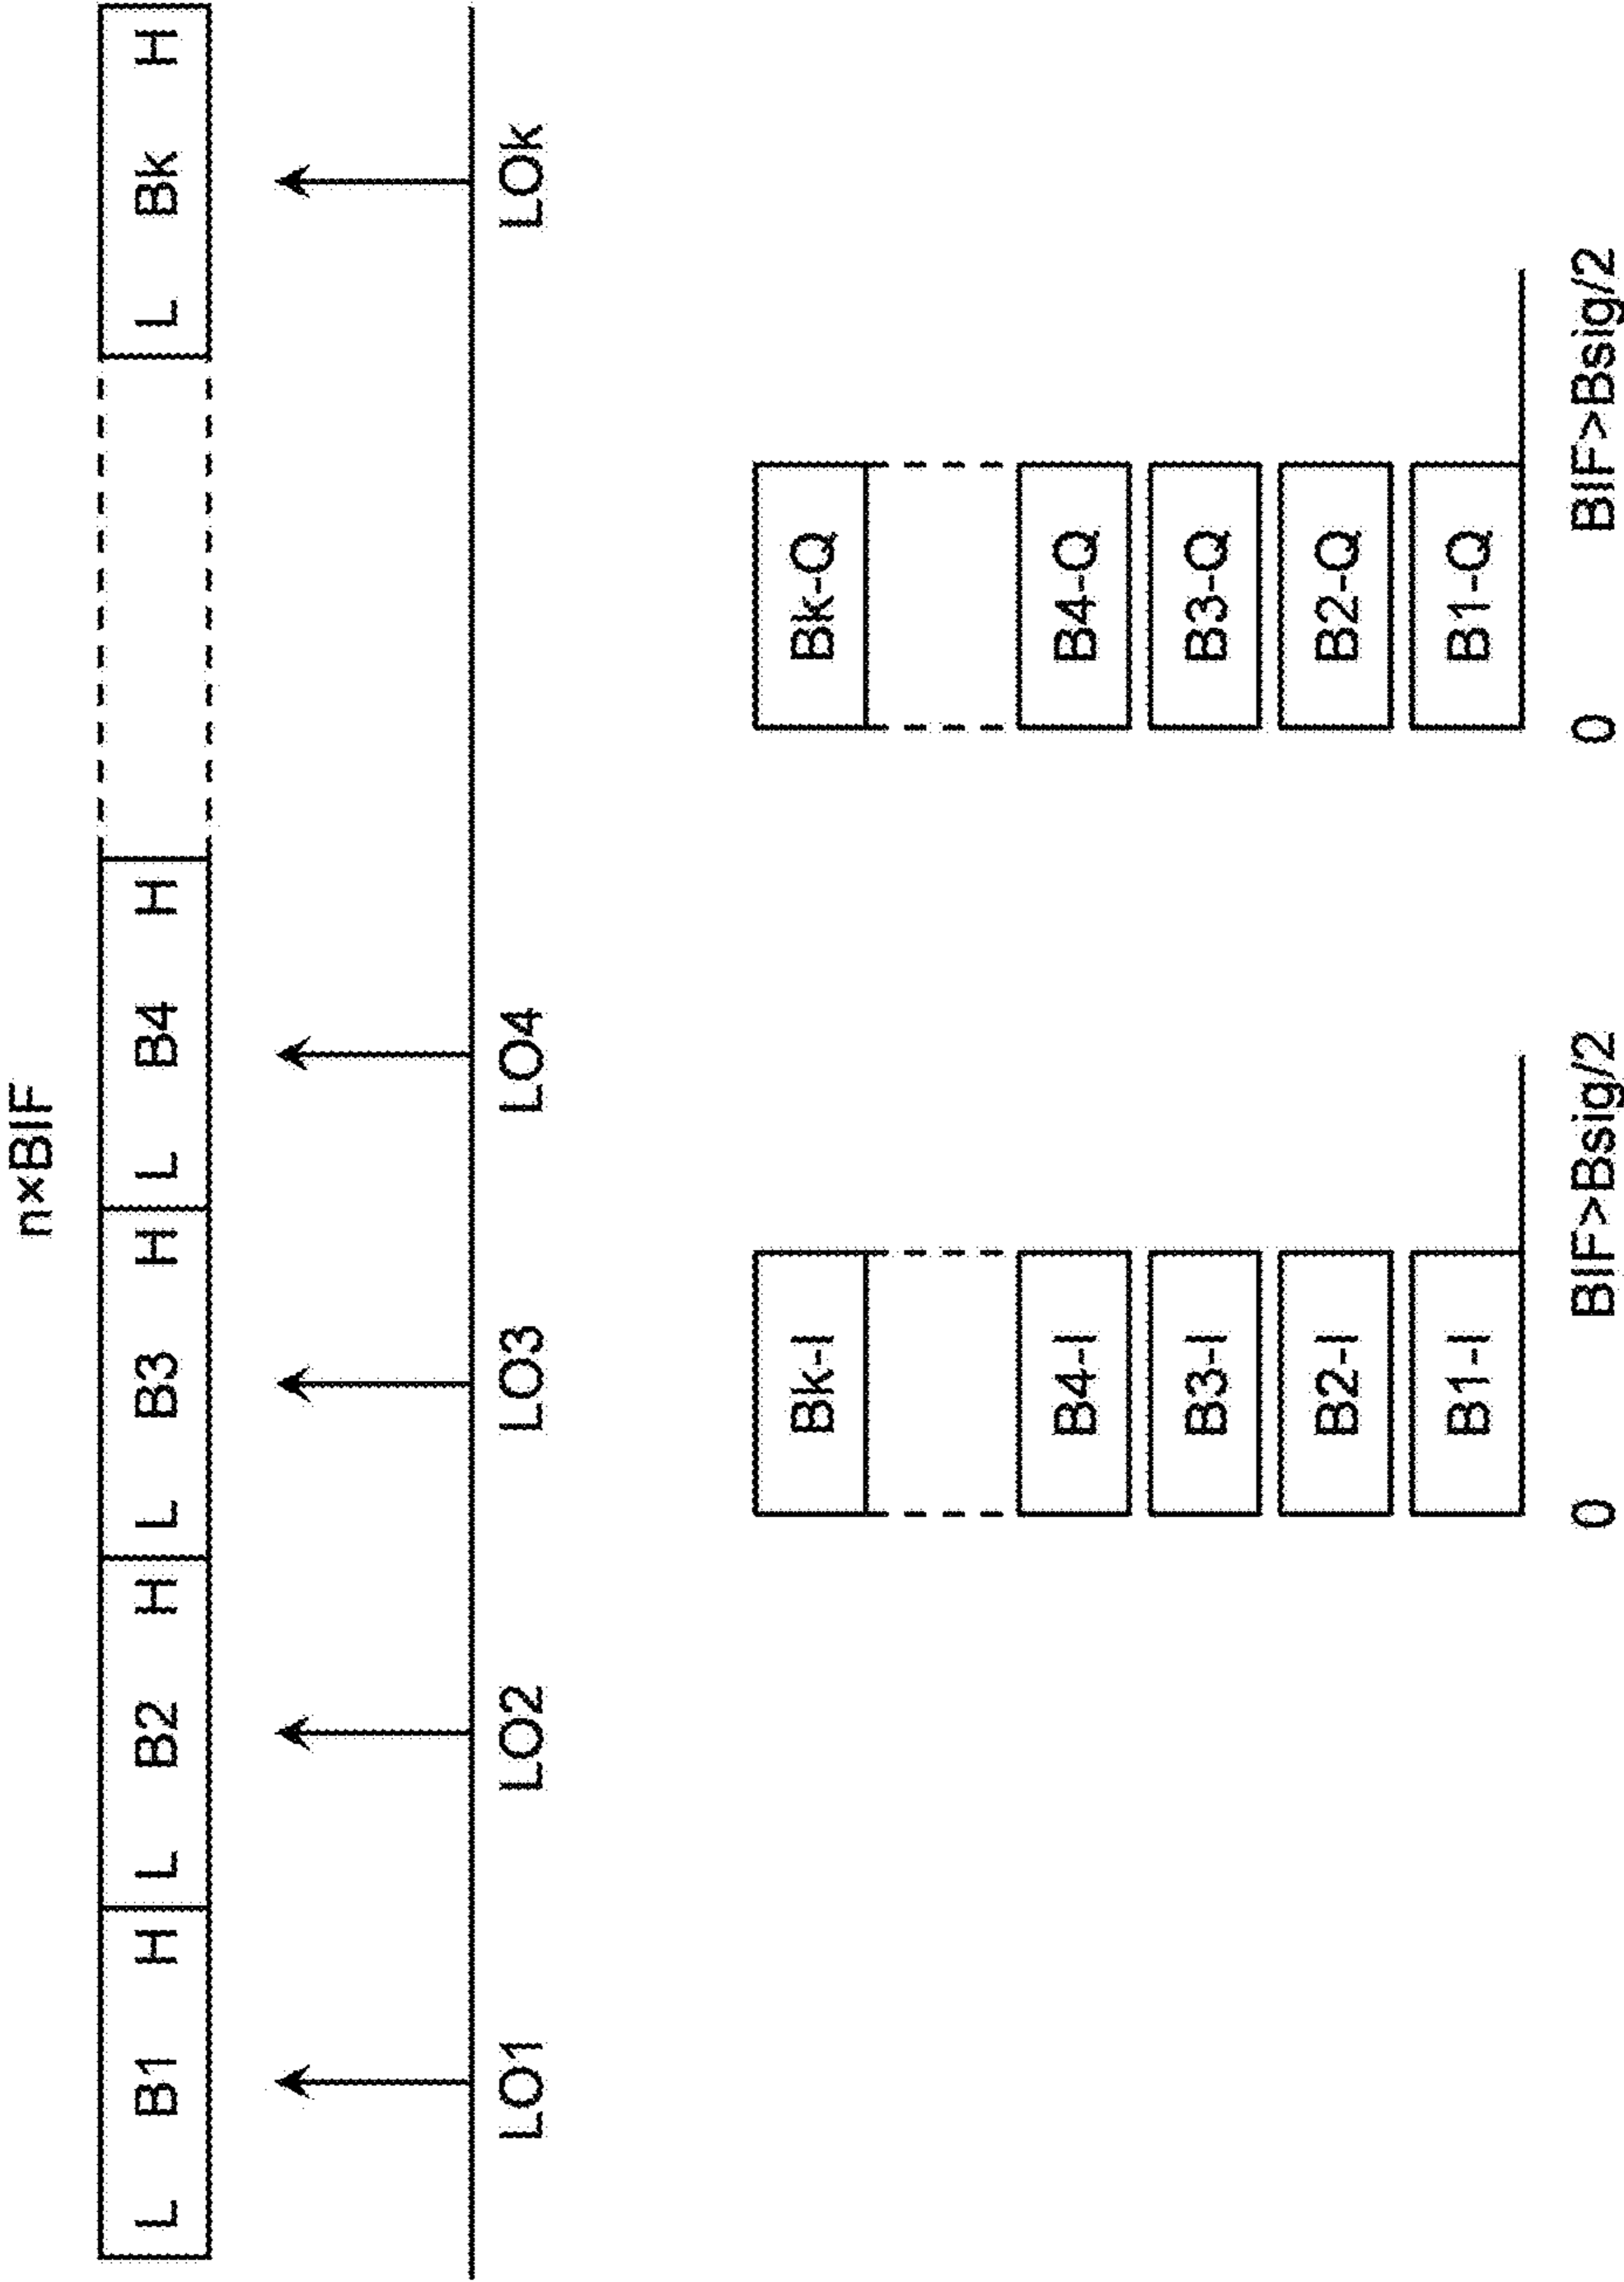 n×BIF
L B1 H L B2 H L B3 H L B4 H L Bk H
LO1 LO2 LO3 LO4 LOk
Bk-I Bk-Q
B4-I B4-Q
B3-I B3-Q
B2-I B2-Q
B1-I B1-Q
0 BIF>Bsig/2 0 BIF>Bsig/2